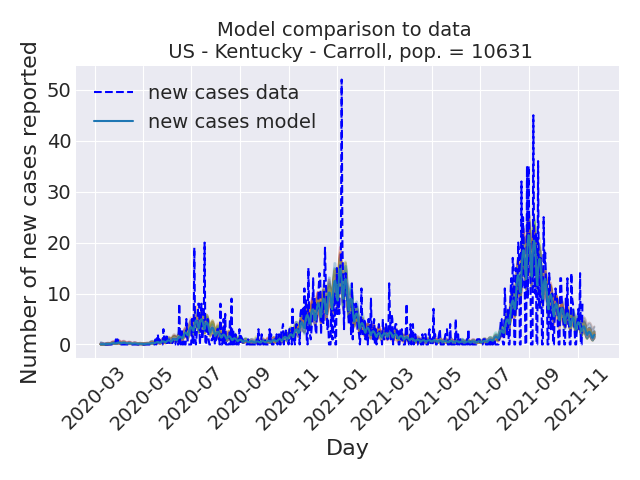 Model comparison to data
US - Kentucky - Carroll, pop. = 10631
Number of new cases reported
50
40
30
20
10
0
new cases data
new cases model
2020-03
2020-05
2020-07
2020-09
2020-11
2021-01
2021-03
2021-05
2021-07
2021-09
2021-11
Day